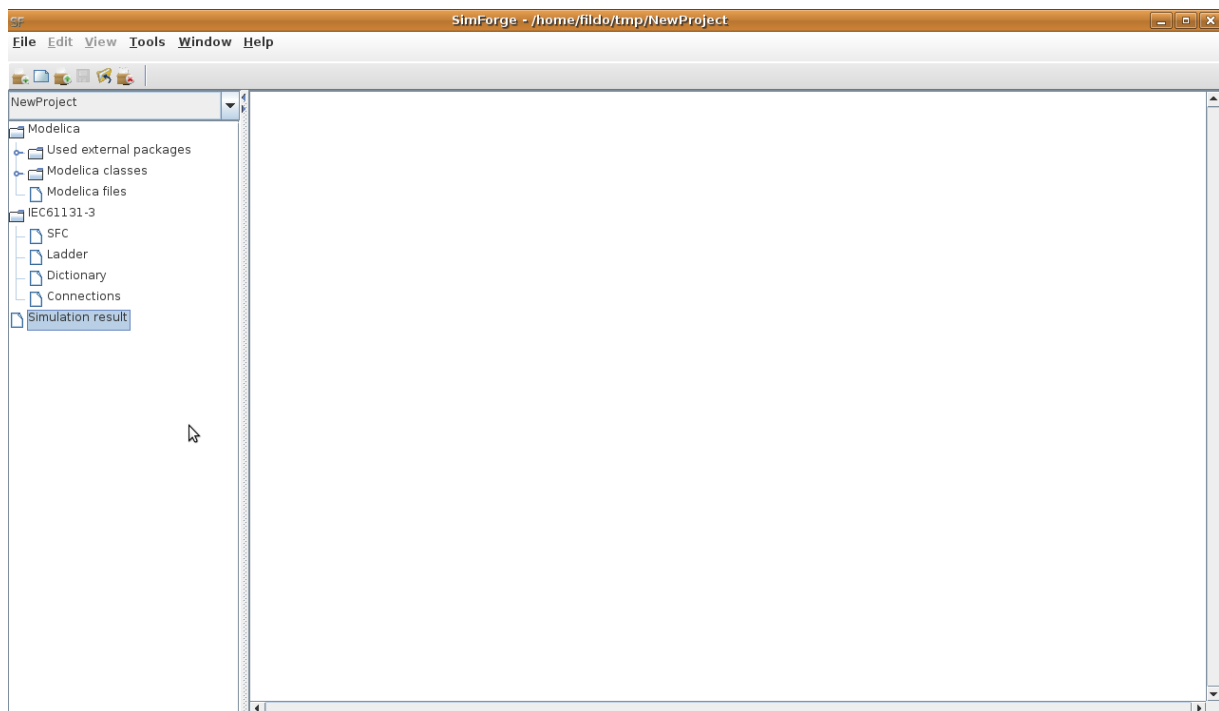 SF SimForge - /home/fildo/tmp/NewProject
File Edit View Tools Window Help
NewProject
Modelica
Used external packages
Modelica classes
Modelica files
IEC61131-3
SFC
Ladder
Dictionary
Connections
Simulation result